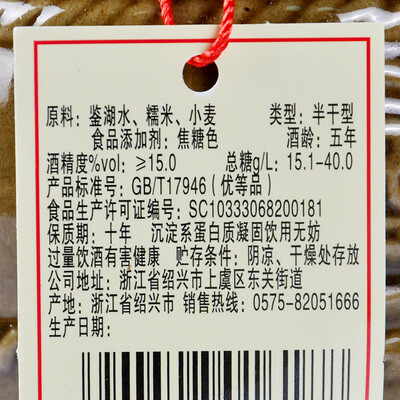 原料：鉴湖水、糯米、小麦 类型：半干型
食品添加剂：焦糖色 酒龄：五年
酒精度%vol：≥15.0 总糖g/L：15.1-40.0
产品标准号：GB/T17946（优等品）
食品生产许可证编号：SC10333068200181
保质期：十年 沉淀系蛋白质凝固饮用无妨
过量饮酒有害健康 贮存条件：阴凉、干燥处存放
公司地址：浙江省绍兴市上虞区东关街道
产地：浙江省绍兴市 销售热线：0575-82051666
生产日期：